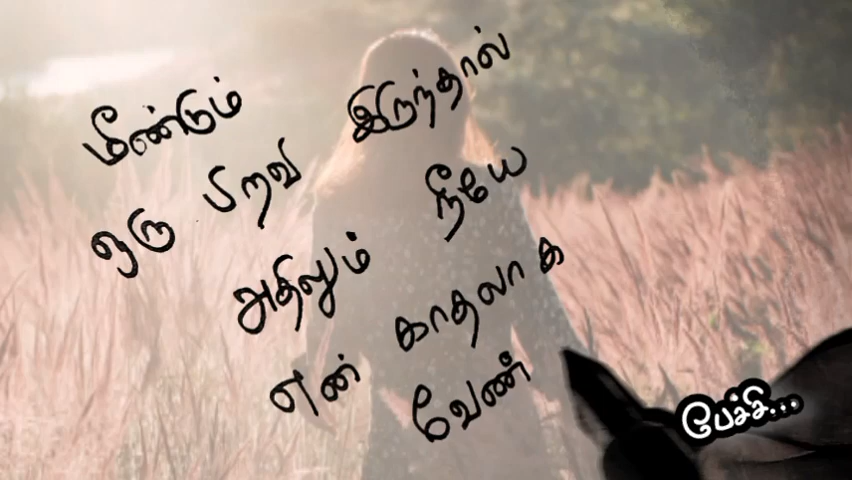 மீண்டும்
ஒரு பிறவி இருந்தால்
அதிலும் நீயே
என் காதலாக
வேண்
பேச்சி...